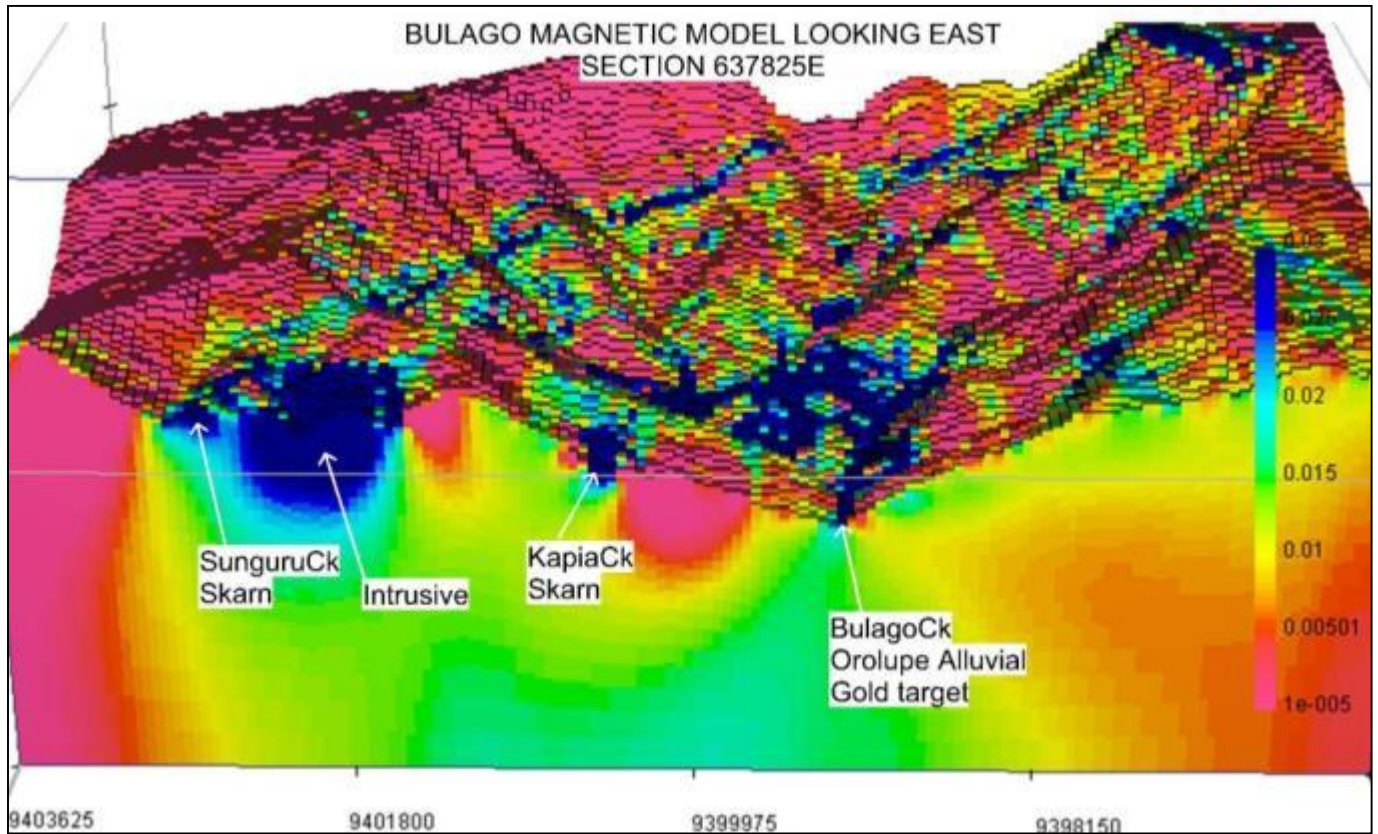 BULAGO MAGNETIC MODEL LOOKING EAST
SECTION 637825E
0.02
0.015
0.01
0.00501
1e-005
SunguruCk
Skarn
Intrusive
KapiaCk
Skarn
BulagoCk
Orolupe Alluvial
Gold target
9403625
9401800
9399975
9398150